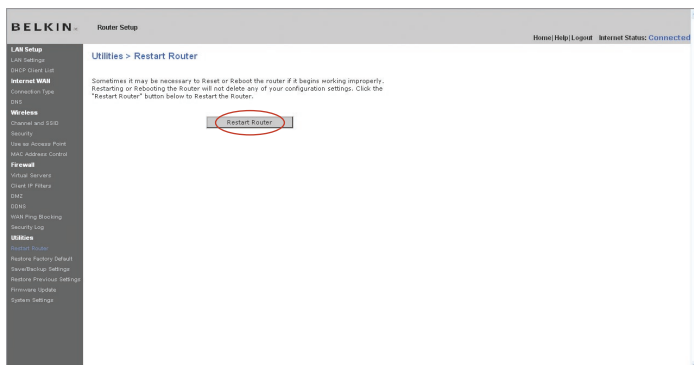 BELKIN
Router Setup
Home|Help|Logout Internet Status: Connected
LAN Setup
LAN Settings
DHCP Client List
Internet WAN
Connection Type
DNS
Wireless
Channel and SSID
Security
Use as Access Point
MAC Address Control
Firewall
Virtual Servers
Client IP Filters
DMZ
DDNS
WAN Ping Blocking
Security Log
Utilities
Restart Router
Restore Factory Default
Save/Backup Settings
Restore Previous Settings
Firmware Update
System Settings
Utilities > Restart Router
Sometimes it may be necessary to Reset or Reboot the router if it begins working improperly.
Restarting or Rebooting the Router will not delete any of your configuration settings. Click the
"Restart Router" button below to Restart the Router.
Restart Router